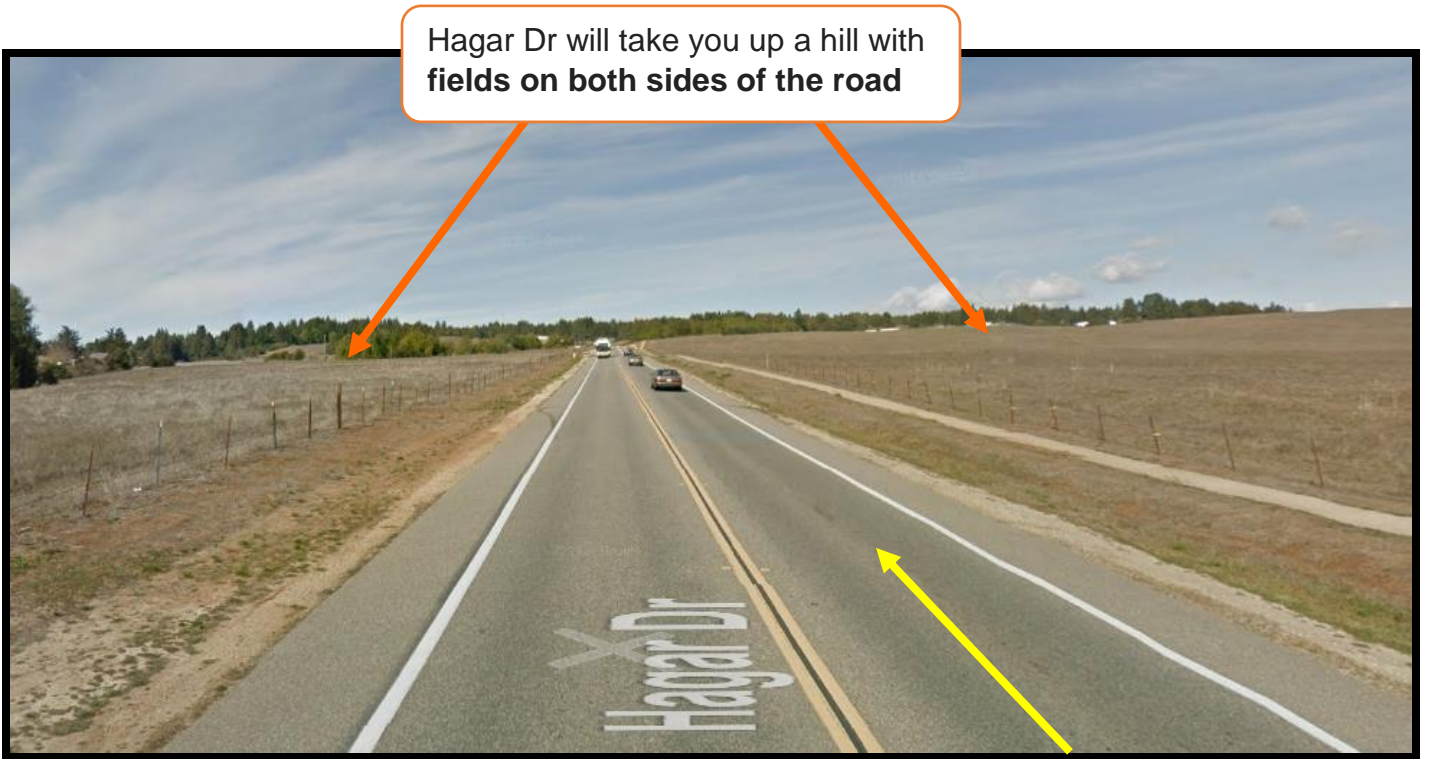 Hagar Dr will take you up a hill with
fields on both sides of the road
Hagar Dr